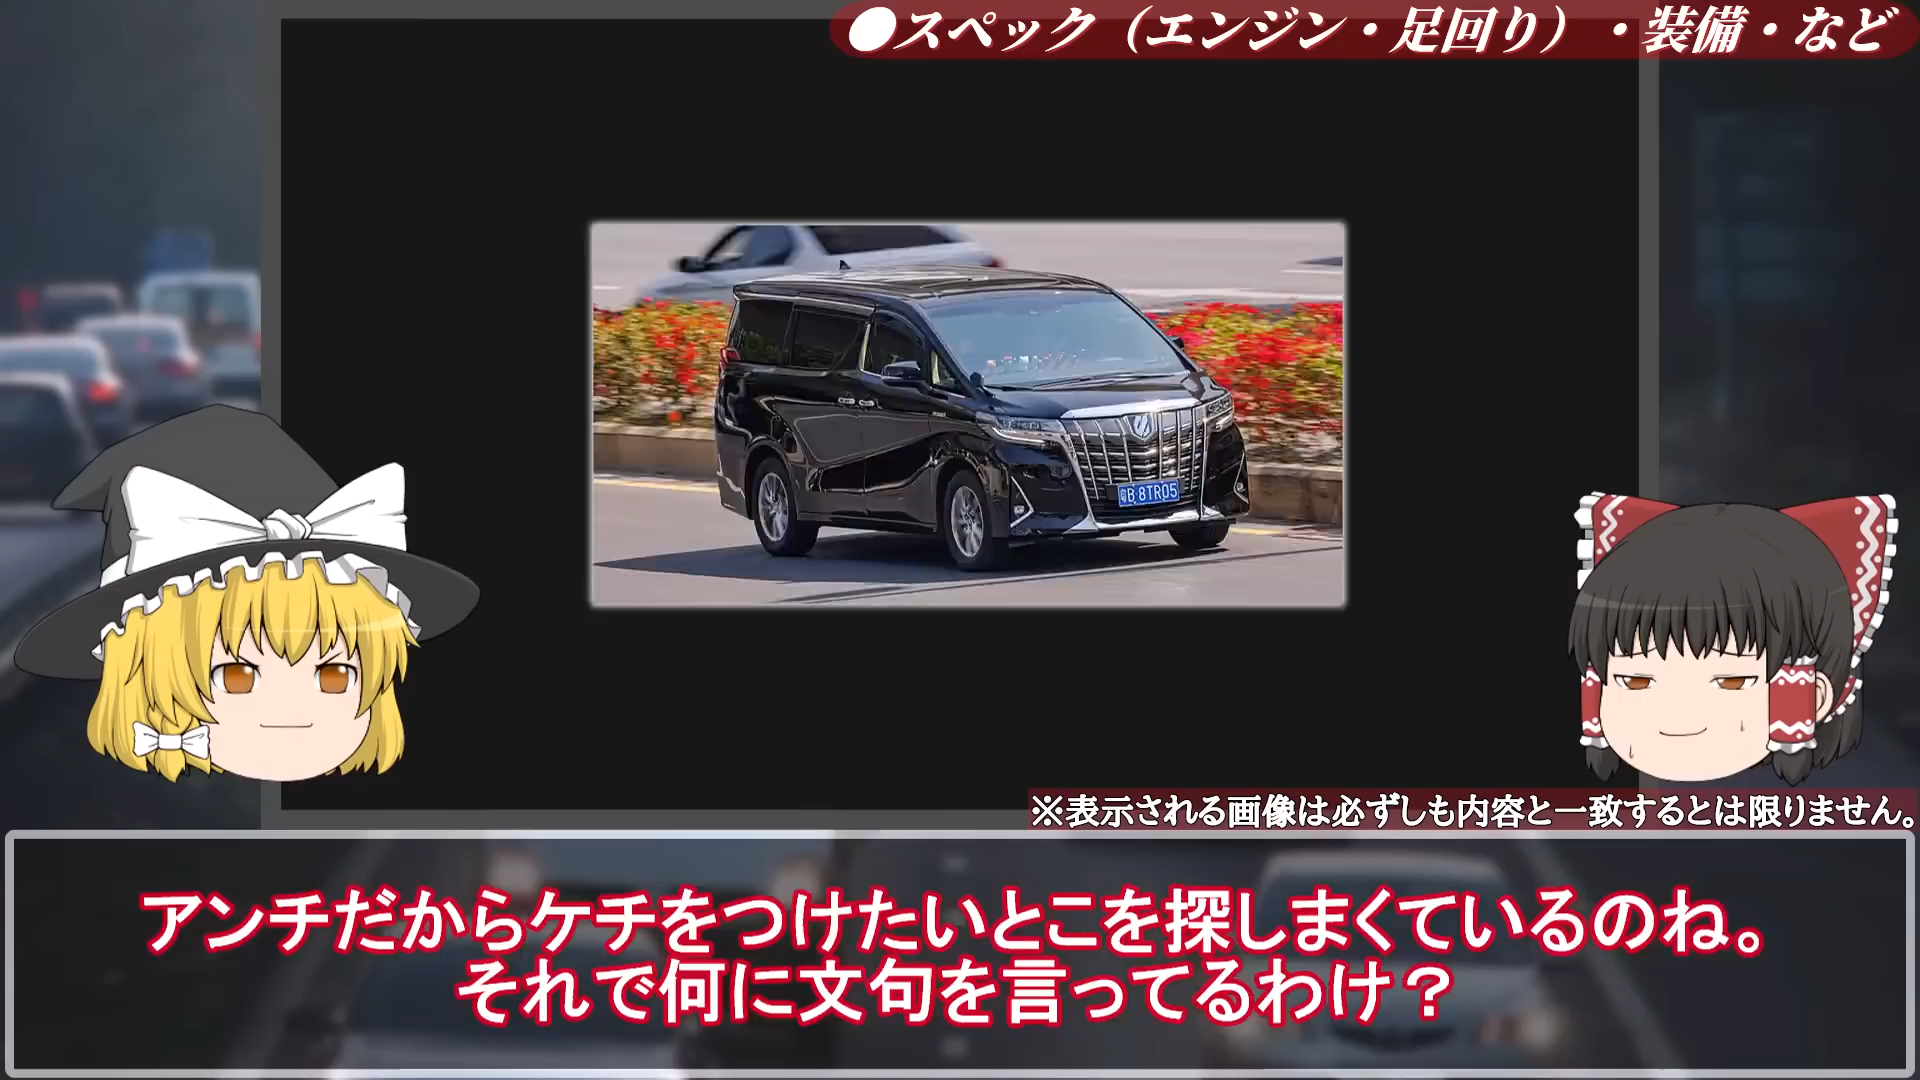 ●スペック（エンジン・足回り）・装備・など
粤B·8TR05
※表示される画像は必ずしも内容と一致するとは限りません。
アンチだからケチをつけたいとこを探しまくているのね。
それで何に文句を言ってるわけ？